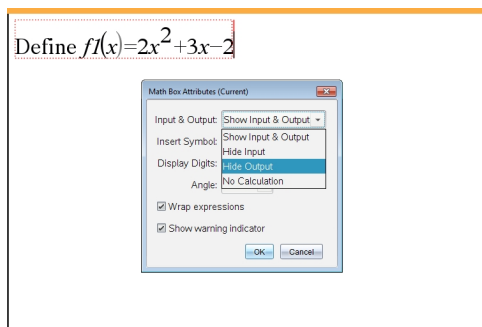 Define f1(x)=2x²+3x−2
Math Box Attributes (Current)
Input & Output: Show Input & Output
Show Input & Output
Insert Symbol:
Hide Input
Display Digits:
Hide Output
Angle:
No Calculation
Wrap expressions
Show warning indicator
OK Cancel